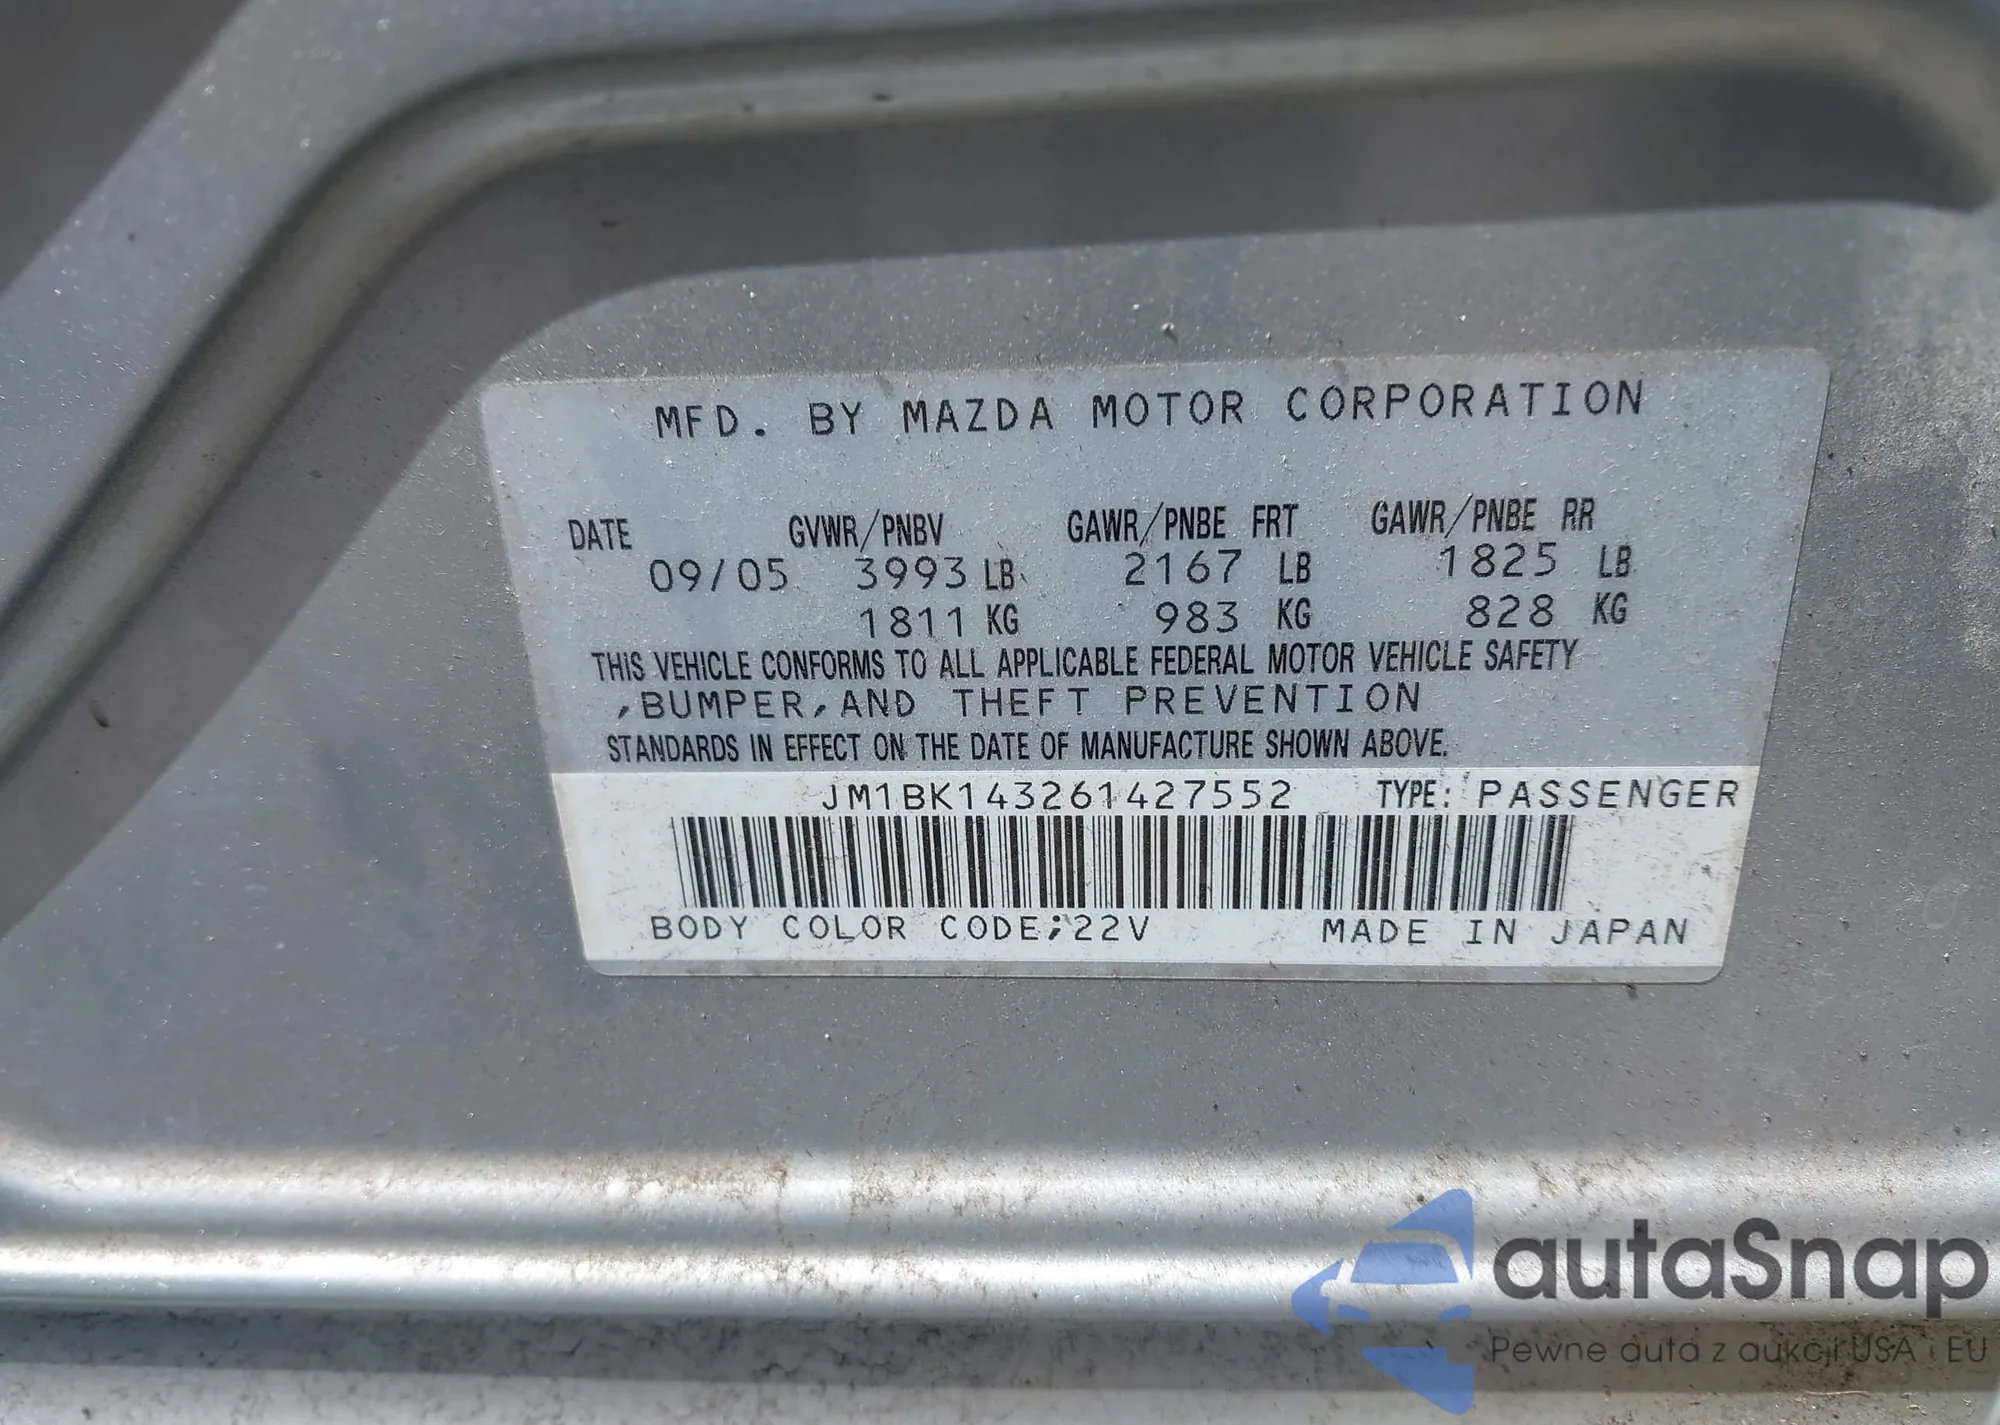 MFD. BY MAZDA MOTOR CORPORATION
DATE GVWR/PNBV GAWR/PNBE FRT GAWR/PNBE RR
09/05 3993 LB 2167 LB 1825 LB
1811 KG 983 KG 828 KG
THIS VEHICLE CONFORMS TO ALL APPLICABLE FEDERAL MOTOR VEHICLE SAFETY
,BUMPER,AND THEFT PREVENTION
STANDARDS IN EFFECT ON THE DATE OF MANUFACTURE SHOWN ABOVE.
JM1BK143261427552 TYPE: PASSENGER
BODY COLOR CODE;22V MADE IN JAPAN
autaSnap
Pewne auta z aukcji USA i EU